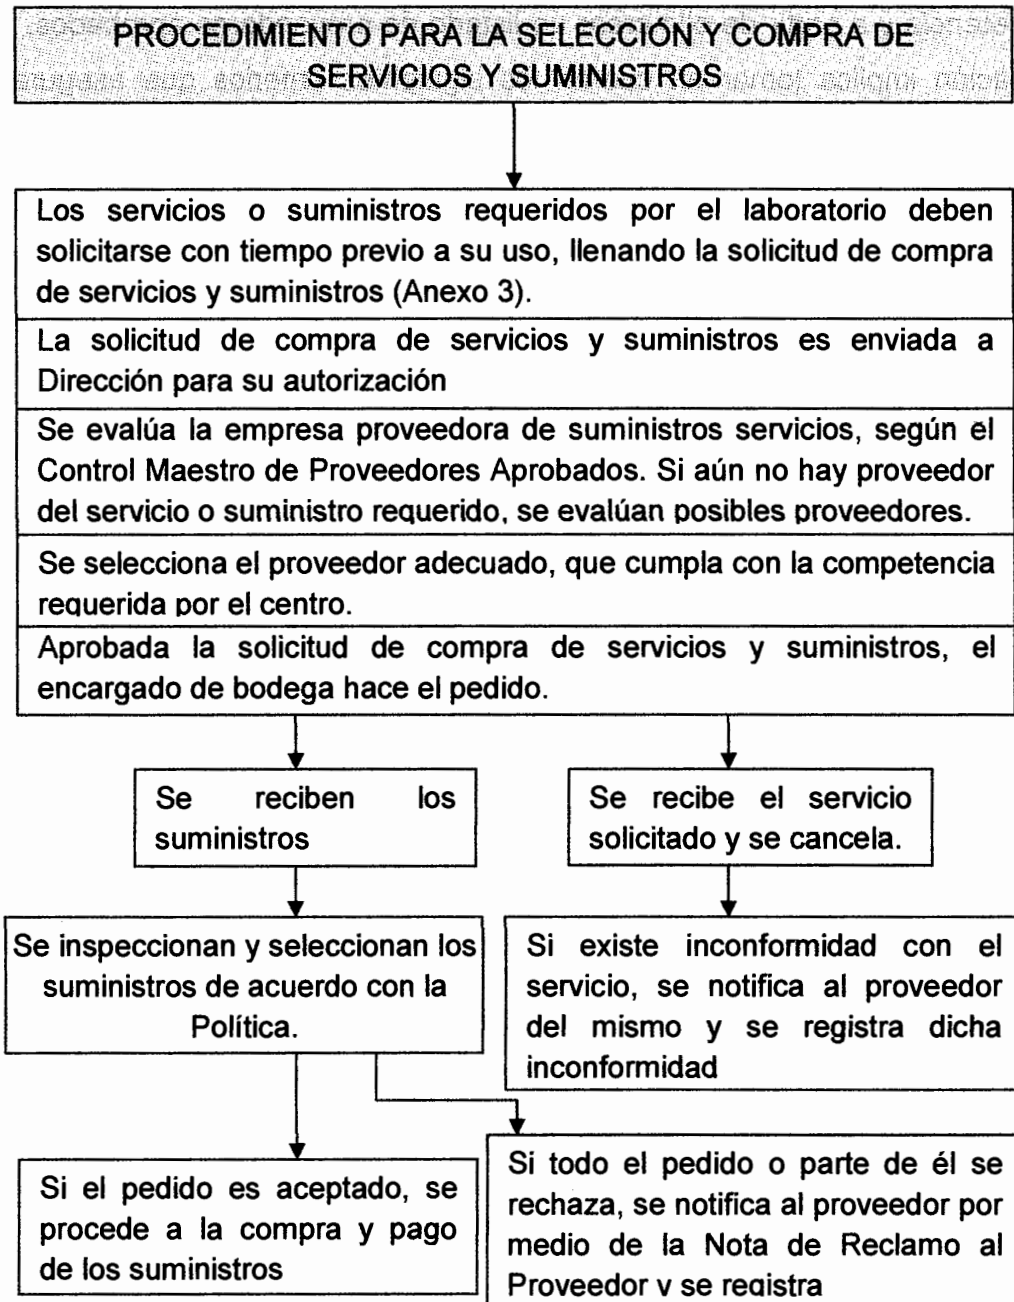 PROCEDIMIENTO PARA LA SELECCIÓN Y COMPRA DE
SERVICIOS Y SUMINISTROS
Los servicios o suministros requeridos por el laboratorio deben
solicitarse con tiempo previo a su uso, llenando la solicitud de compra
de servicios y suministros (Anexo 3).
La solicitud de compra de servicios y suministros es enviada a
Dirección para su autorización
Se evalúa la empresa proveedora de suministros servicios, según el
Control Maestro de Proveedores Aprobados. Si aún no hay proveedor
del servicio o suministro requerido, se evalúan posibles proveedores.
Se selecciona el proveedor adecuado, que cumpla con la competencia
requerida por el centro.
Aprobada la solicitud de compra de servicios y suministros, el
encargado de bodega hace el pedido.
Se reciben los
suministros
Se recibe el servicio
solicitado y se cancela.
Se inspeccionan y seleccionan los
suministros de acuerdo con la
Política.
Si existe inconformidad con el
servicio, se notifica al proveedor
del mismo y se registra dicha
inconformidad
Si el pedido es aceptado, se
procede a la compra y pago
de los suministros
Si todo el pedido o parte de él se
rechaza, se notifica al proveedor por
medio de la Nota de Reclamo al
Proveedor y se registra